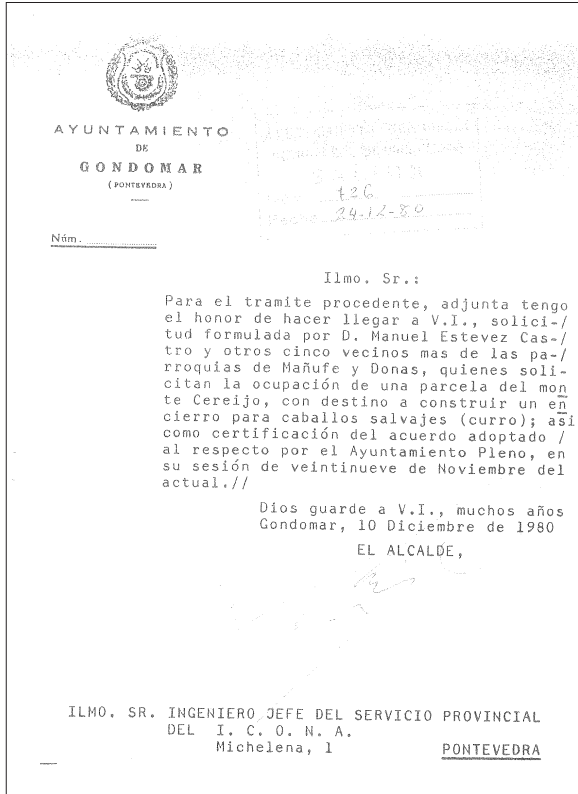 AYUNTAMIENTO
DE
GONDOMAR
(PONTEVEDRA)
726
24-12-80
Núm.
Ilmo. Sr.:
Para el tramite procedente, adjunta tengo
el honor de hacer llegar a V.I., solici-/
tud formulada por D. Manuel Estevez Cas-/
tro y otros cinco vecinos mas de las pa-/
rroquias de Mañufe y Donas, quienes soli-
citan la ocupación de una parcela del mon
te Cereijo, con destino a construir un en
cierro para caballos salvajes (curro); asi
como certificación del acuerdo adoptado /
al respecto por el Ayuntamiento Pleno, en
su sesión de veintinueve de Noviembre del
actual.//
Dios guarde a V.I., muchos años
Gondomar, 10 Diciembre de 1980
EL ALCALDE,
ILMO. SR. INGENIERO JEFE DEL SERVICIO PROVINCIAL
DEL I. C. O. N. A.
Michelena, 1 PONTEVEDRA